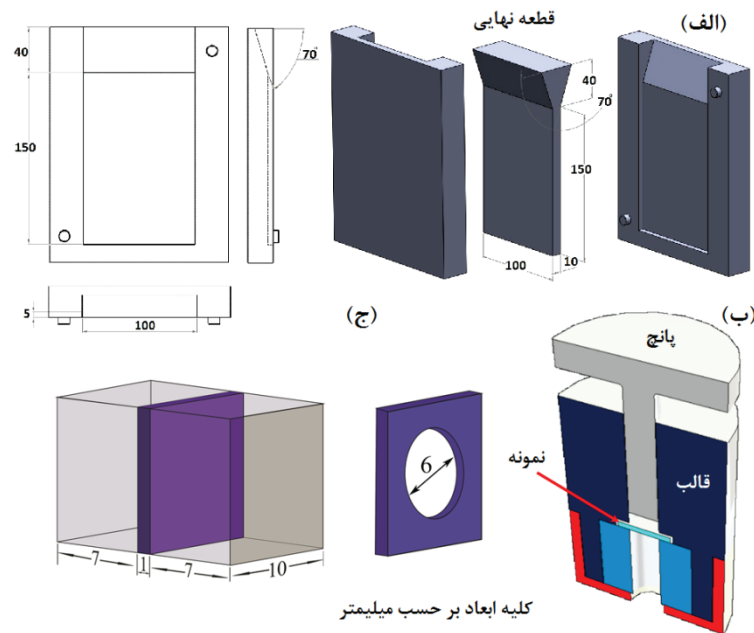 40
150
70°
5
100
قطعه نهایی
40
70°
150
100
10
(الف)
(ج)
7
1
7
10
6
(ب)
پانچ
نمونه
قالب
کلیه ابعاد بر حسب میلیمتر